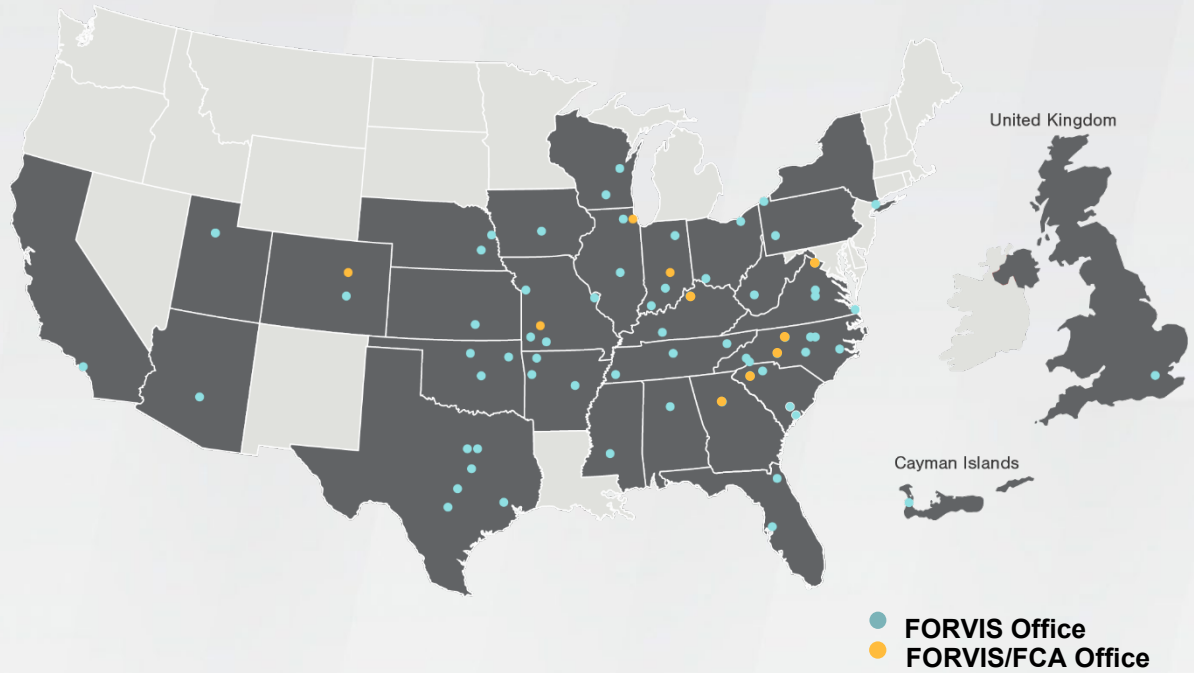 United Kingdom
Cayman Islands
FORVIS Office
FORVIS/FCA Office